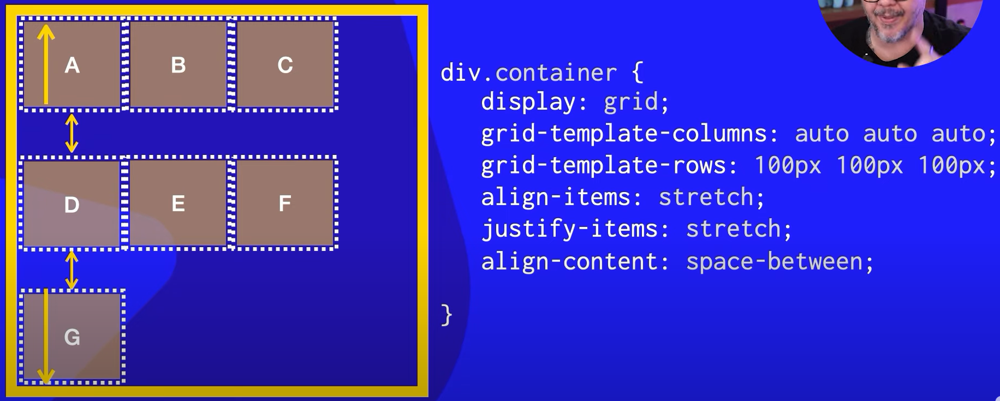 A B C
D E F
G
div.container {
display: grid;
grid-template-columns: auto auto auto;
grid-template-rows: 100px 100px 100px;
align-items: stretch;
justify-items: stretch;
align-content: space-between;
}